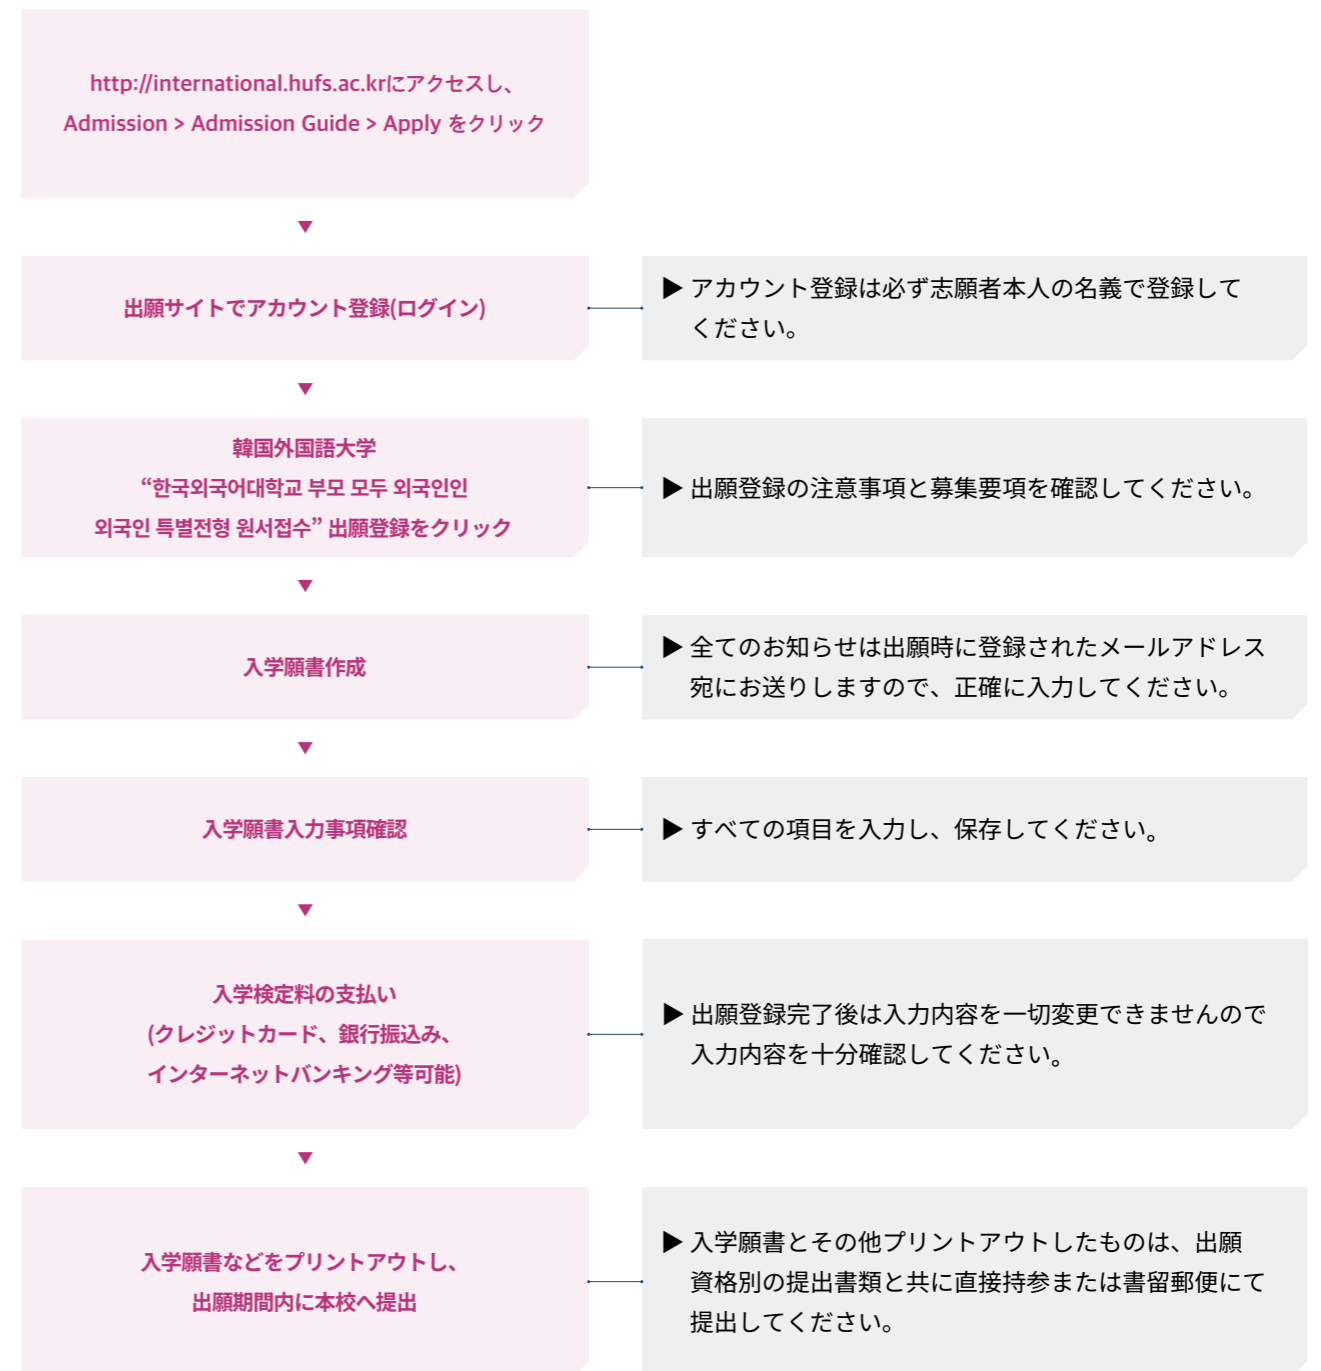 http://international.hufs.ac.krにアクセスし、
Admission > Admission Guide > Apply をクリック
▼
出願サイトでアカウント登録(ログイン)
▶ アカウント登録は必ず志願者本人の名義で登録して
ください。
▼
韓国外国語大学
“한국외국어대학교 부모 모두 외국인인
외국인 특별전형 원서접수” 出願登録をクリック
▶ 出願登録の注意事項と募集要項を確認してください。
▼
入学願書作成
▶ 全てのお知らせは出願時に登録されたメールアドレス
宛にお送りしますので、正確に入力してください。
▼
入学願書入力事項確認
▶ すべての項目を入力し、保存してください。
▼
入学検定料の支払い
(クレジットカード、銀行振込み、
インターネットバンキング等可能)
▶ 出願登録完了後は入力内容を一切変更できませんので
入力内容を十分確認してください。
▼
入学願書などをプリントアウトし、
出願期間内に本校へ提出
▶ 入学願書とその他プリントアウトしたものは、出願
資格別の提出書類と共に直接持参または書留郵便にて
提出してください。